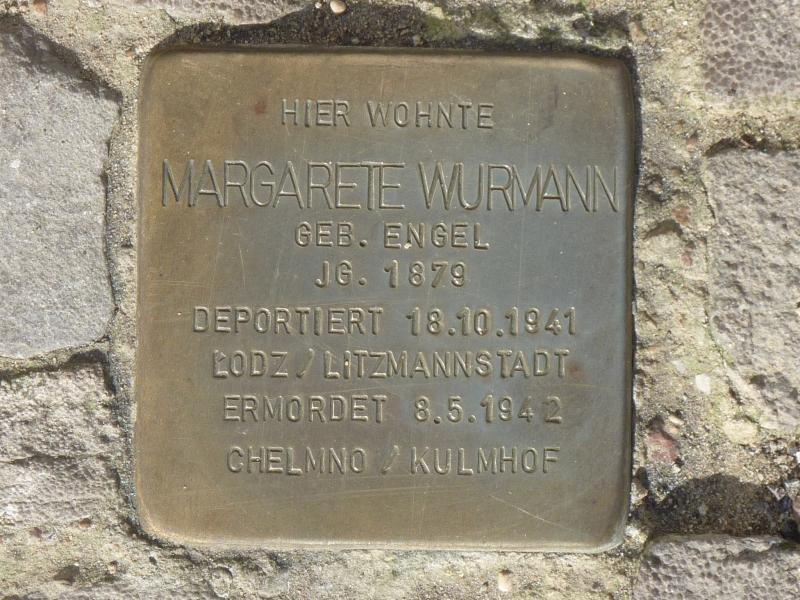 HIER WOHNTE
MARGARETE WURMANN
GEB. ENGEL
JG. 1879
DEPORTIERT 18.10.1941
ŁODZ / LITZMANNSTADT
ERMORDET 8.5.1942
CHELMNO / KULMHOF